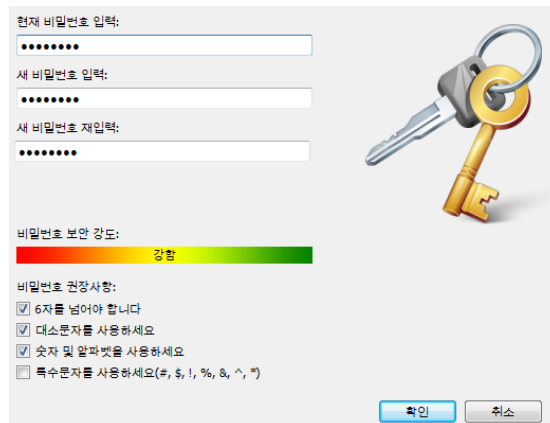 현재 비밀번호 입력:
••••••••
새 비밀번호 입력:
••••••••
새 비밀번호 재입력:
••••••••
비밀번호 보안 강도:
강함
비밀번호 권장사항:
6자를 넘어야 합니다
대소문자를 사용하세요
숫자 및 알파벳을 사용하세요
특수문자를 사용하세요(#, $, !, %, &, ^, *)
확인 취소